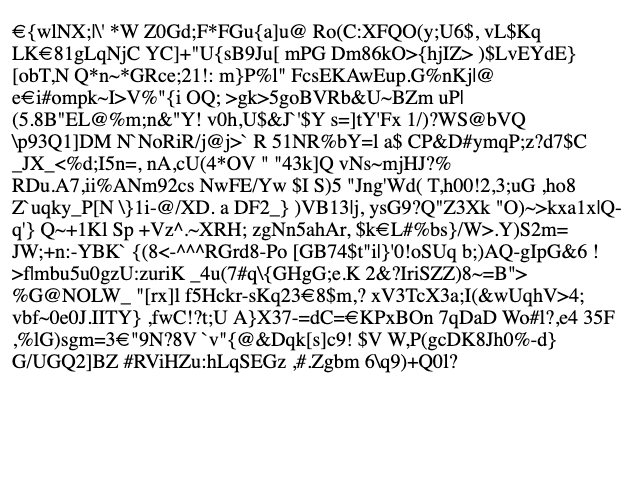 €{wlNX;|\' *W Z0Gd;F*FGu{a]u@ Ro(C:XFQO(y;U6$, vL$Kq
LK€81gLqNjC YC]+"U{sB9Ju[ mPG Dm86kO>{hjIZ> )$LvEYdE}
[obT,N Q*n~*GRce;21!: m}P%l" FcsEKAwEup.G%nKj|@
e€i#ompk~I>V%"{i OQ; >gk>5goBVRb&U~BZm uP|
(5.8B"EL@%m;n&"Y! v0h,U$&J`'$Y s=]tY'Fx 1/)?WS@bVQ
\p93Q1]DM N`NoRiR/j@j>` R 51NR%bY=l a$ CP&D#ymqP;z?d7$C
_JX_<%d;I5n=, nA,cU(4*OV " "43k]Q vNs~mjHJ?%
RDu.A7,ii%ANm92cs NwFE/Yw $I S)5 "Jng'Wd( T,h00!2,3;uG ,ho8
Z`uqky_P[N \}1i-@/XD. a DF2_} )VB13|j, ysG9?Q"Z3Xk "O)~>kxa1x|Q-
q'} Q~+1Kl Sp +Vz^.~XRH; zgNn5ahAr, $k€L#%bs}/W>.Y)S2m=
JW;+n:-YBK` {(8<-^^^RGrd8-Po [GB74$t"i|}'0!oSUq b;)AQ-gIpG&6 !
>flmbu5u0gzU:zuriK _4u(7#q\{GHgG;e.K 2&?IriSZZ)8~=B">
%G@NOLW_ "[rx]l f5Hckr-sKq23€8$m,? xV3TcX3a;I(&wUqhV>4;
vbf~0e0J.IITY} ,fwC!?t;U A}X37-=dC=€KPxBOn 7qDaD Wo#l?,e4 35F
,%lG)sgm=3€"9N?8V `v"{@&Dqk[s]c9! $V W,P(gcDK8Jh0%-d}
G/UGQ2]BZ #RViHZu:hLqSEGz ,#.Zgbm 6\q9)+Q0l?